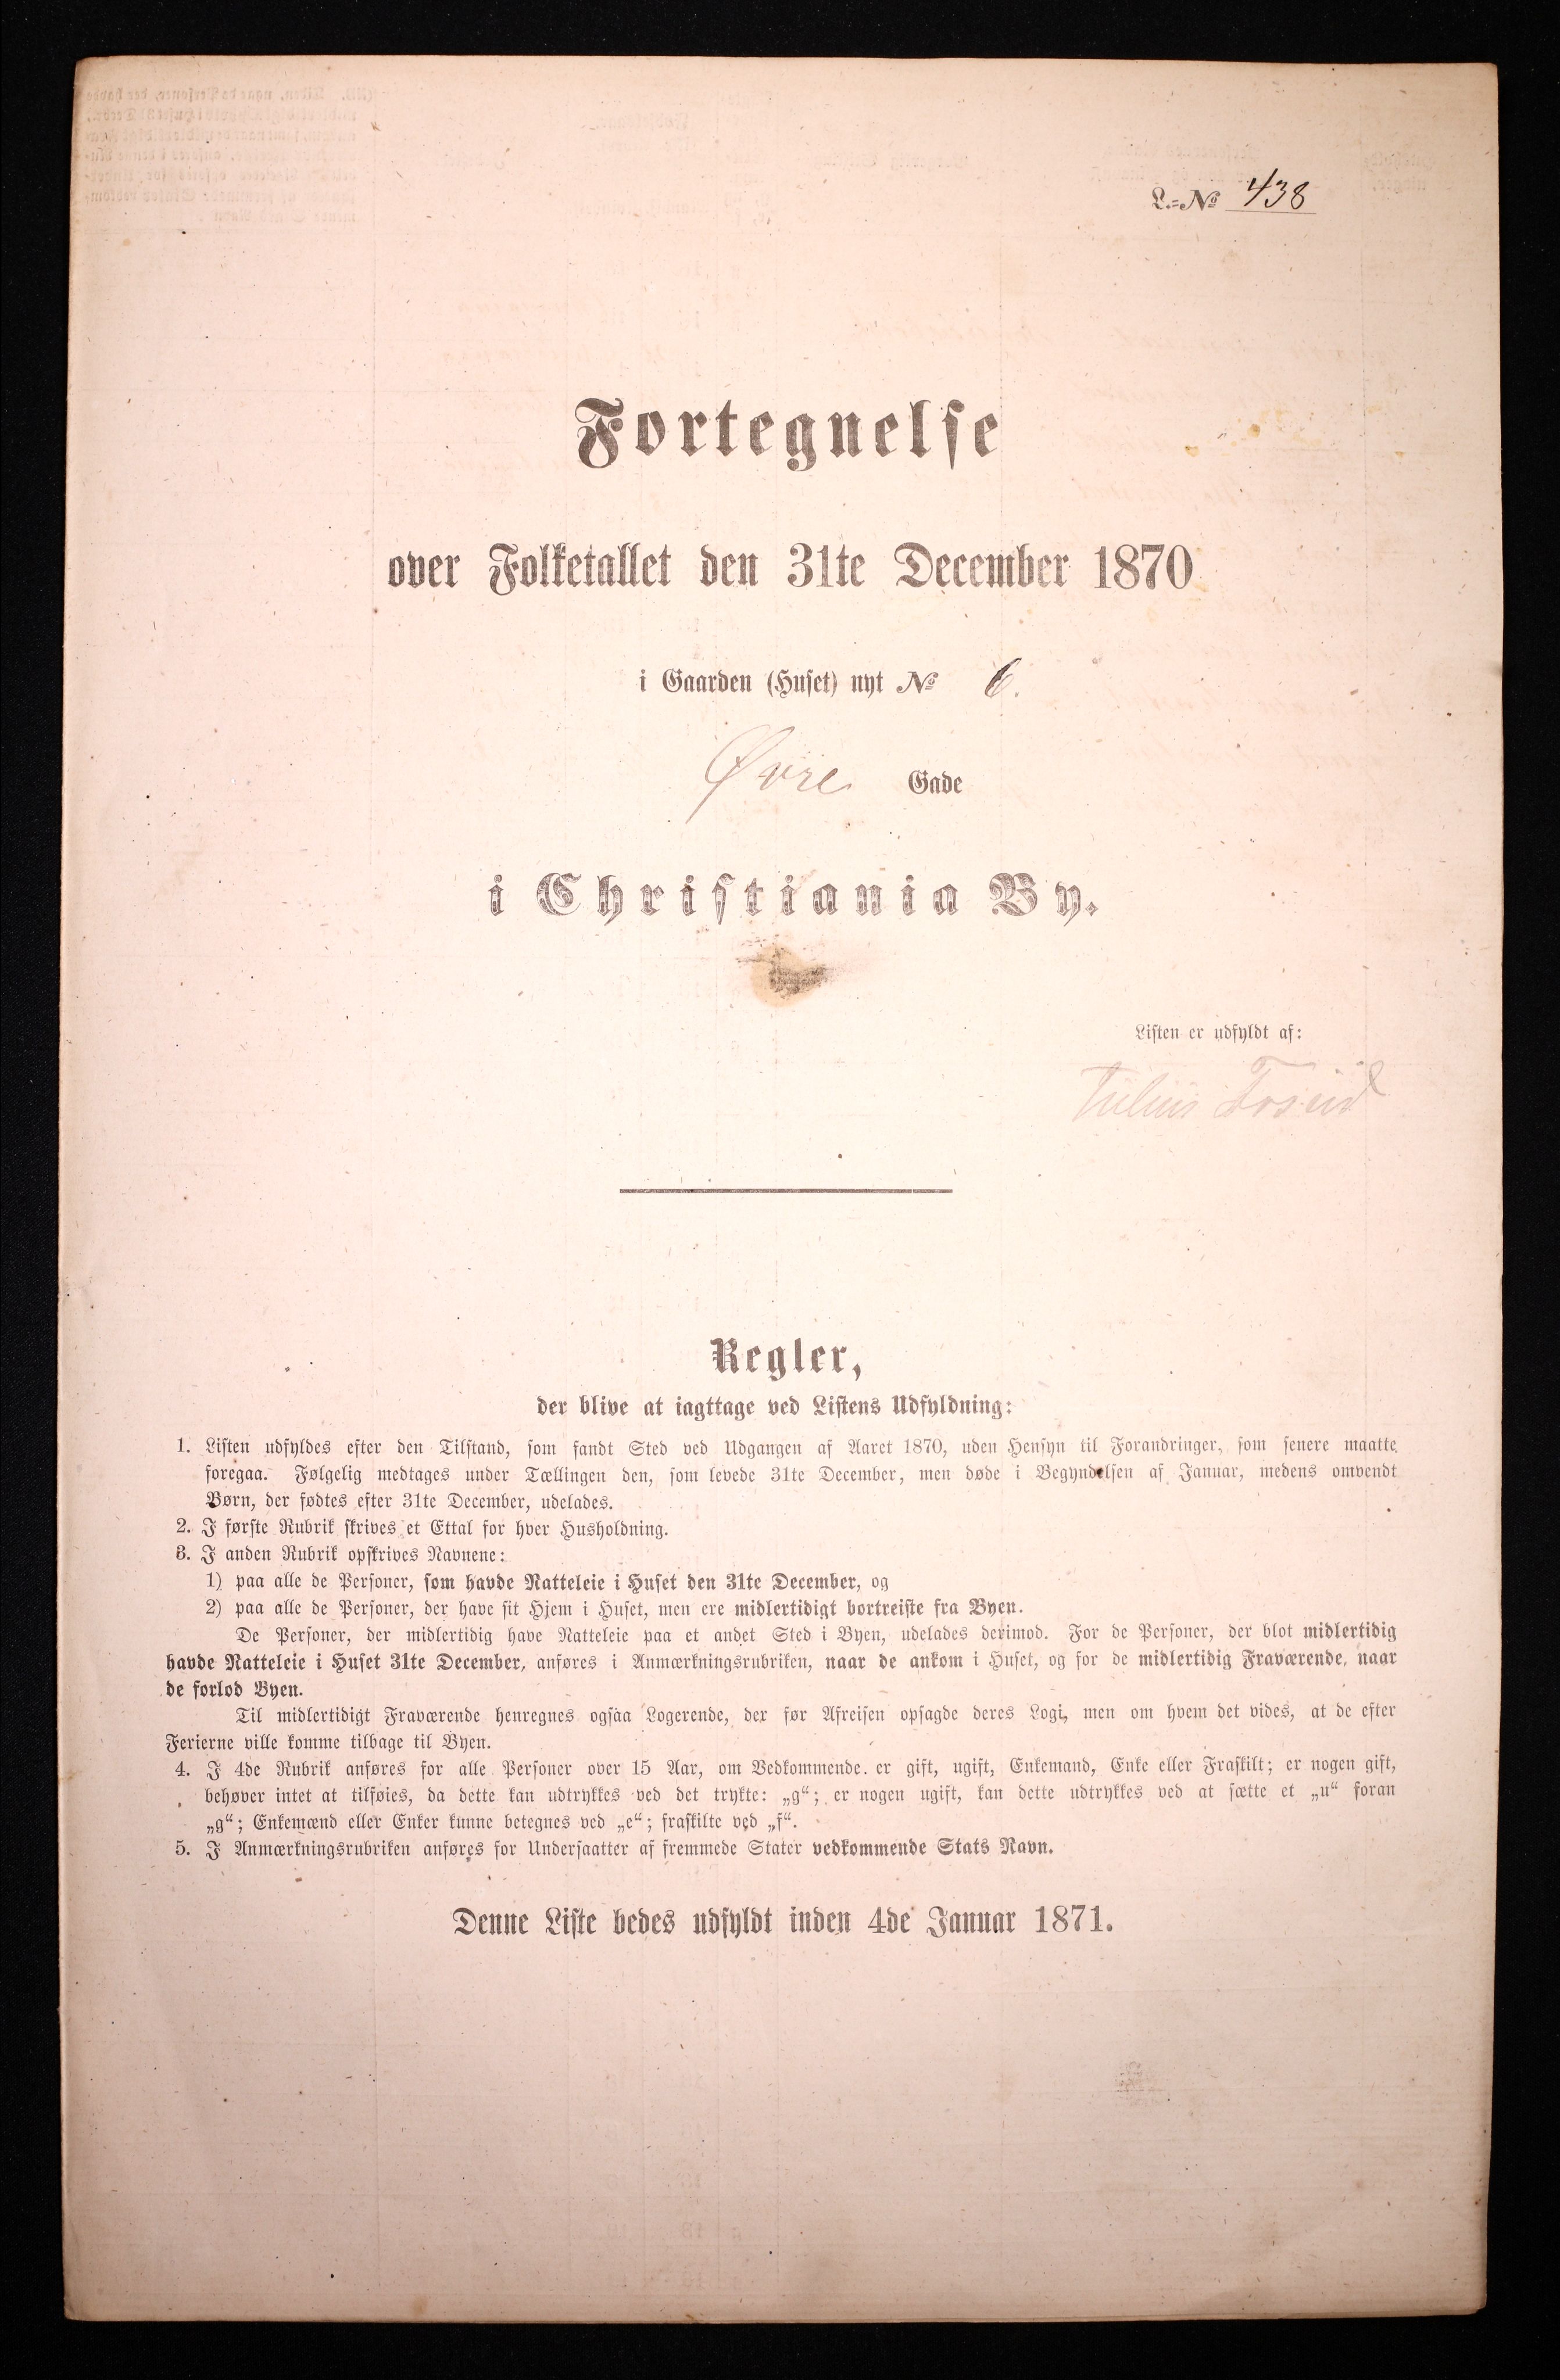 L.=No 438
Fortegnelse
over Folketallet den 31te December 1870
i Gaarden (Huset) nyt No 6.
Øvre Gade
i Christiania By.
Listen er udfyldt af:
Julius
Regler,
der blive at iagttage ved Listens Udfyldning:
1. Listen udfyldes efter den Tilstand, som fandt Sted ved Udgangen af Aaret 1870, uden Hensyn til Forandringer, som senere maatte
foregaa. Følgelig medtages under Tællingen den, som levede 31te December, men døde i Begyndelsen af Januar, medens omvendt
Børn, der fødtes efter 31te December, udelades.
2. I første Rubrik skrives et Ettal for hver Husholdning.
3. I anden Rubrik opskrives Navnene:
1) paa alle de Personer, som havde Natteleie i Huset den 31te December, og
2) paa alle de Personer, der have sit Hjem i Huset, men ere midlertidigt bortreiste fra Byen.
De Personer, der midlertidig have Natteleie paa et andet Sted i Byen, udelades derimod. For de Personer, der blot midlertidig
havde Natteleie i Huset 31te December, anføres i Anmærkningsrubriken, naar de ankom i Huset, og for de midlertidig Fraværende, naar
de forlod Byen.
Til midlertidigt Fraværende henregnes ogsaa Logerende, der før Afreisen opsagde deres Logi, men om hvem det vides, at de efter
Ferierne ville komme tilbage til Byen.
4. I 4de Rubrik anføres for alle Personer over 15 Aar, om Vedkommende. er gift, ugift, Enkemand, Enke eller Fraskilt; er nogen gift,
behøver intet at tilføies, da dette kan udtrykkes ved det trykte: „g“; er nogen ugift, kan dette udtrykkes ved at sætte et „u“ foran
„g“; Enkemænd eller Enker kunne betegnes ved „e“; fraskilte ved „f“.
5. I Anmærkningsrubriken anføres for Undersaatter af fremmede Stater vedkommende Stats Navn.
Denne Liste bedes udfyldt inden 4de Januar 1871.